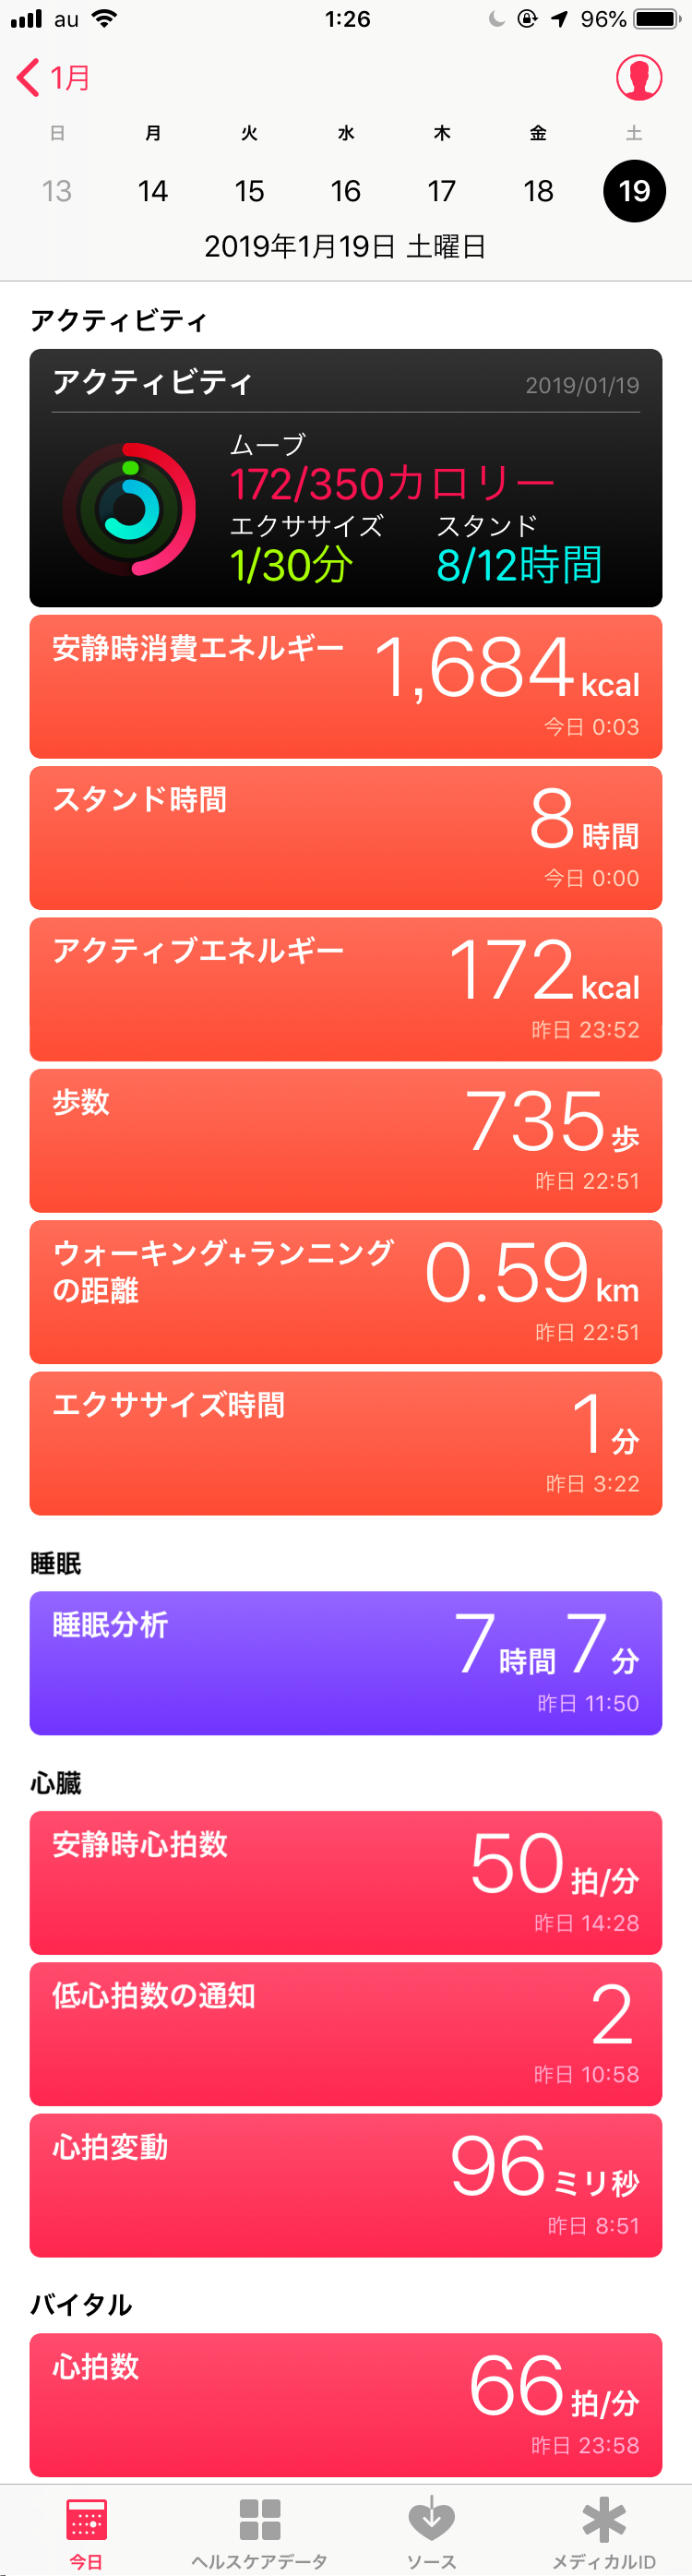 au 1:26 96%
1月
日 月 火 水 木 金 土
13 14 15 16 17 18 19
2019年1月19日 土曜日
アクティビティ
アクティビティ 2019/01/19
ムーブ
172/350カロリー
エクササイズ スタンド
1/30分 8/12時間
安静時消費エネルギー 1,684 kcal
今日 0:03
スタンド時間 8 時間
今日 0:00
アクティブエネルギー 172 kcal
昨日 23:52
歩数 735 歩
昨日 22:51
ウォーキング+ランニング
の距離 0.59 km
昨日 22:51
エクササイズ時間 1 分
昨日 3:22
睡眠
睡眠分析 7 時間 7 分
昨日 11:50
心臓
安静時心拍数 50 拍/分
昨日 14:28
低心拍数の通知 2
昨日 10:58
心拍変動 96 ミリ秒
昨日 8:51
バイタル
心拍数 66 拍/分
昨日 23:58
今日 ヘルスケアデータ ソース メディカルID